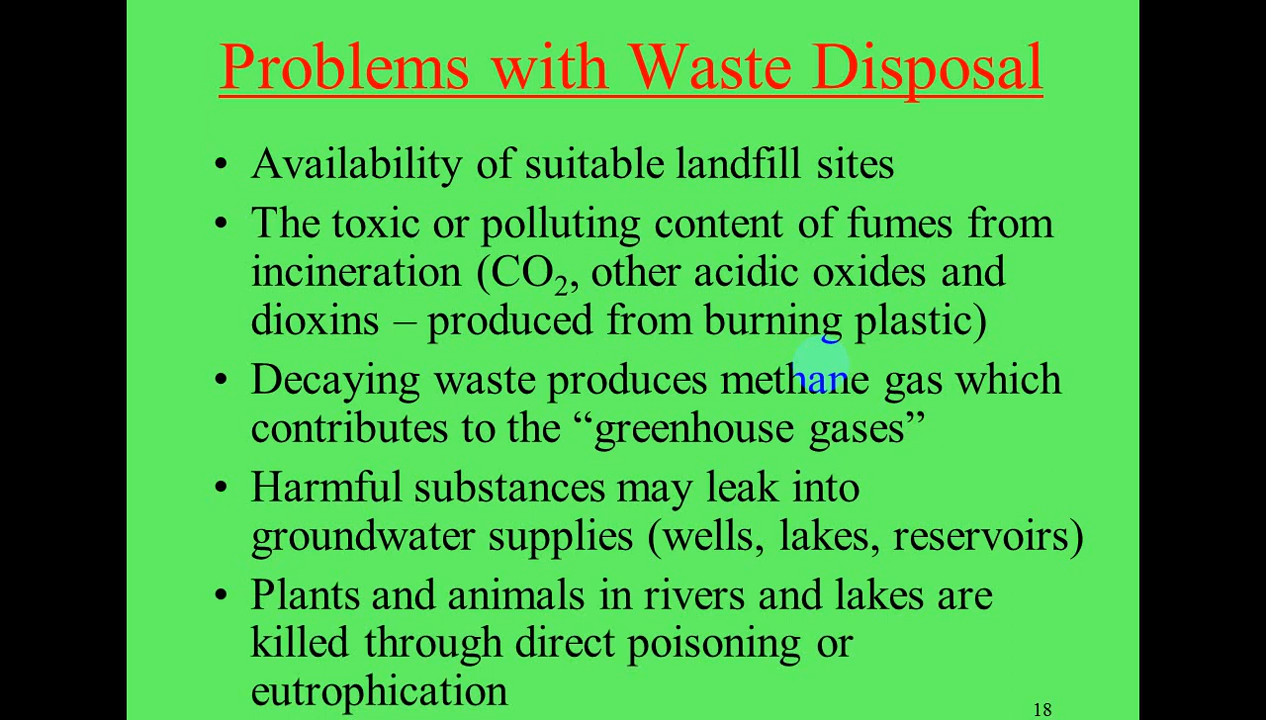 Problems with Waste Disposal
• Availability of suitable landfill sites
• The toxic or polluting content of fumes from
incineration (CO₂, other acidic oxides and
dioxins – produced from burning plastic)
• Decaying waste produces methane gas which
contributes to the “greenhouse gases”
• Harmful substances may leak into
groundwater supplies (wells, lakes, reservoirs)
• Plants and animals in rivers and lakes are
killed through direct poisoning or
eutrophication
18